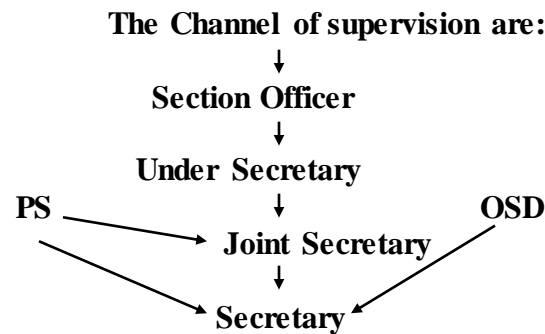 The Channel of supervision are:
Section Officer
Under Secretary
PS
OSD
Joint Secretary
Secretary